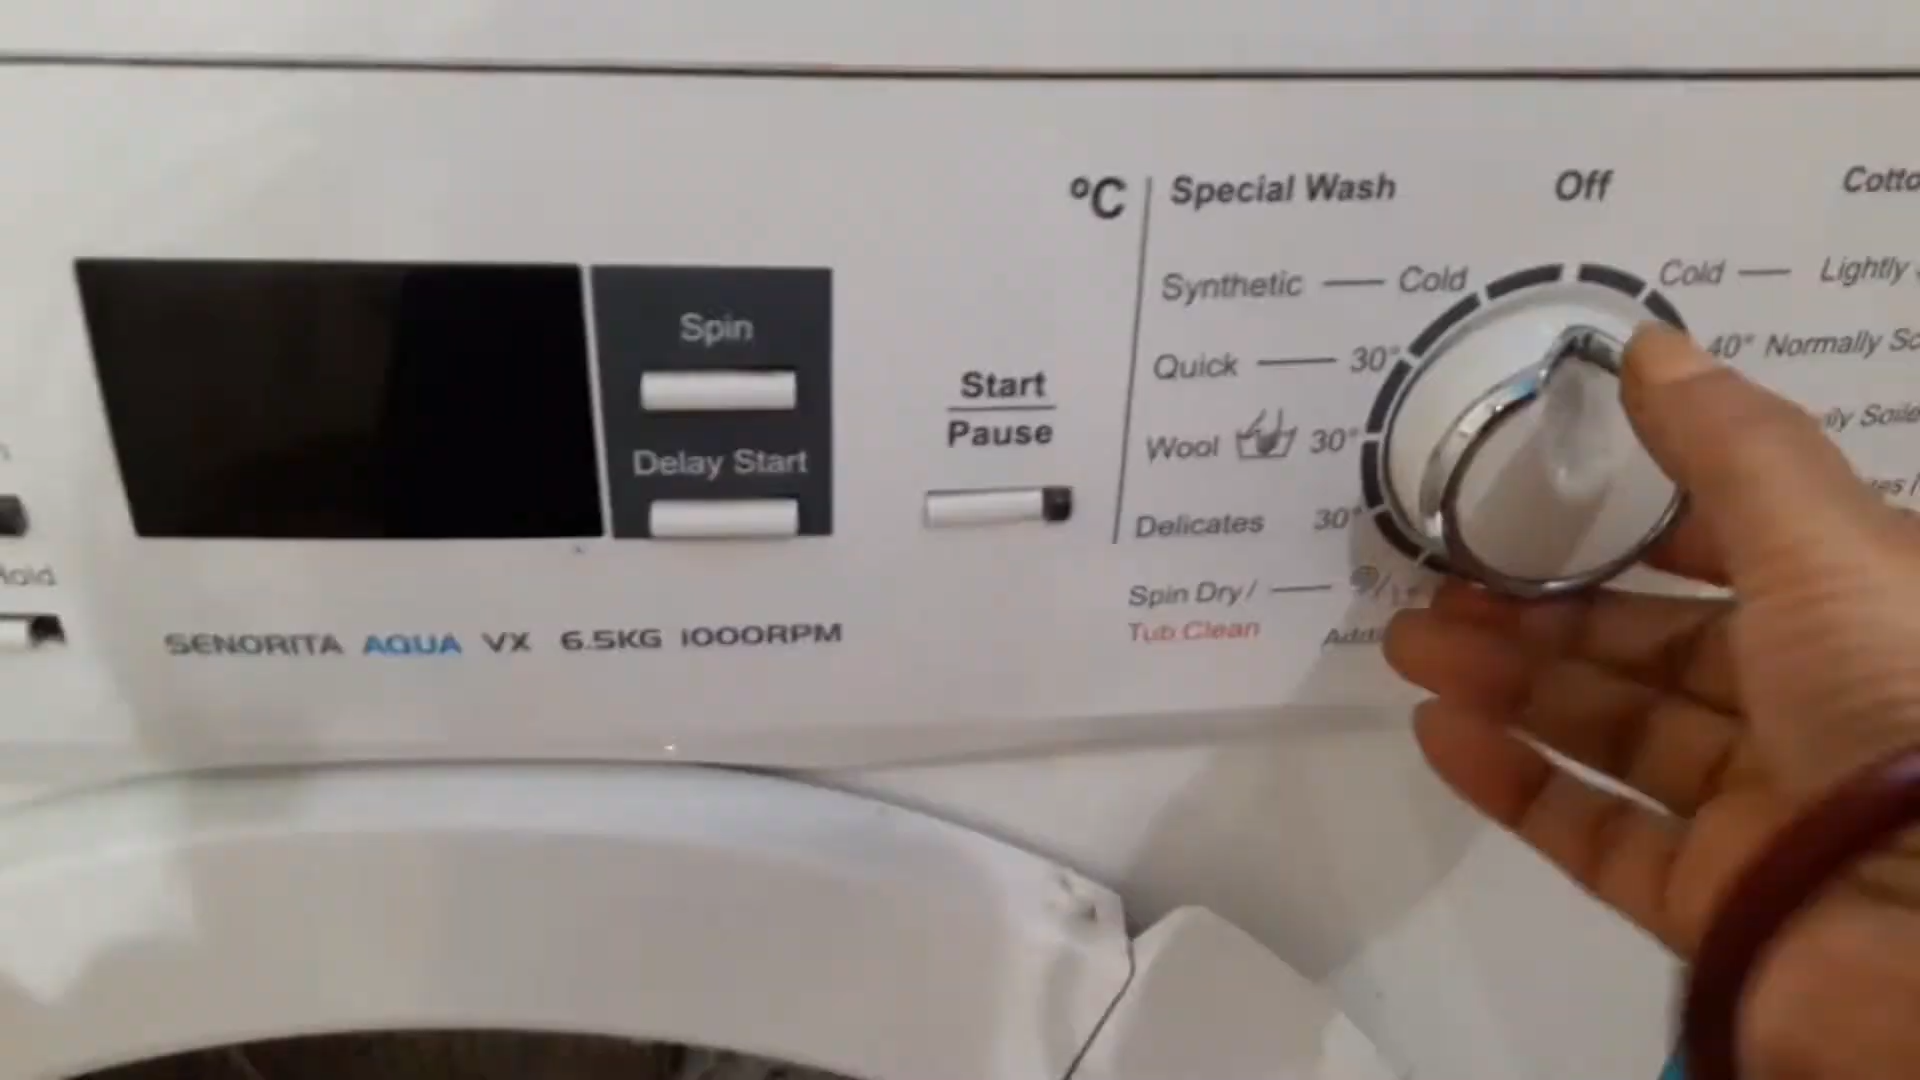 °C
Special Wash
Off
Synthetic Cold
Cold Lightly
Quick 30°
40° Normally
Wool 30°
Delicates 30°
Spin Dry/
Tub Clean
Spin
Delay Start
Start
Pause
SENORITA AQUA VX 6.5KG 1000RPM